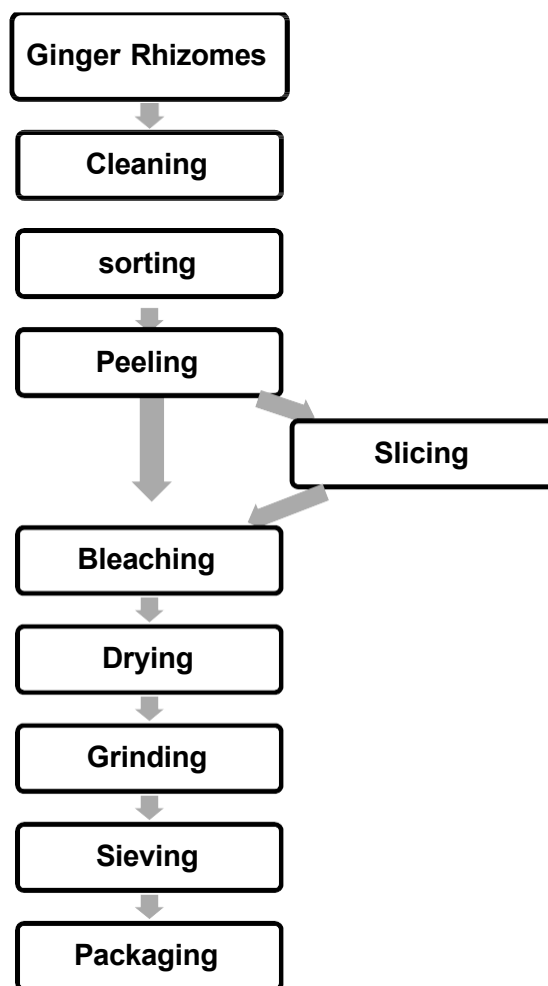 Ginger Rhizomes
Cleaning
sorting
Peeling
Slicing
Bleaching
Drying
Grinding
Sieving
Packaging